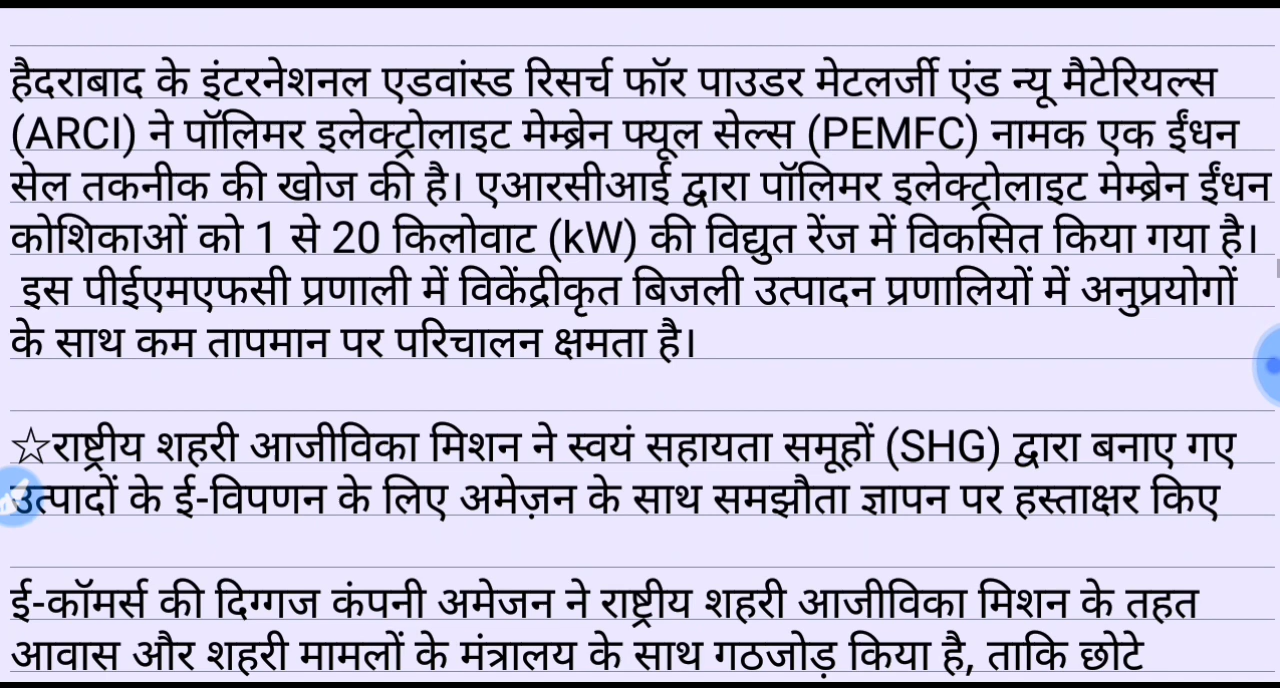 हैदराबाद के इंटरनेशनल एडवांस्ड रिसर्च फॉर पाउडर मेटलर्जी एंड न्यू मैटेरियल्स
(ARCI) ने पॉलिमर इलेक्ट्रोलाइट मेम्ब्रेन फ्यूल सेल्स (PEMFC) नामक एक ईंधन
सेल तकनीक की खोज की है। एआरसीआई द्वारा पॉलिमर इलेक्ट्रोलाइट मेम्ब्रेन ईंधन
कोशिकाओं को 1 से 20 किलोवाट (kW) की विद्युत रेंज में विकसित किया गया है।
इस पीईएमएफसी प्रणाली में विकेंद्रीकृत बिजली उत्पादन प्रणालियों में अनुप्रयोगों
के साथ कम तापमान पर परिचालन क्षमता है।
☆राष्ट्रीय शहरी आजीविका मिशन ने स्वयं सहायता समूहों (SHG) द्वारा बनाए गए
उत्पादों के ई-विपणन के लिए अमेज़न के साथ समझौता ज्ञापन पर हस्ताक्षर किए
ई-कॉमर्स की दिग्गज कंपनी अमेजन ने राष्ट्रीय शहरी आजीविका मिशन के तहत
आवास और शहरी मामलों के मंत्रालय के साथ गठजोड़ किया है, ताकि छोटे